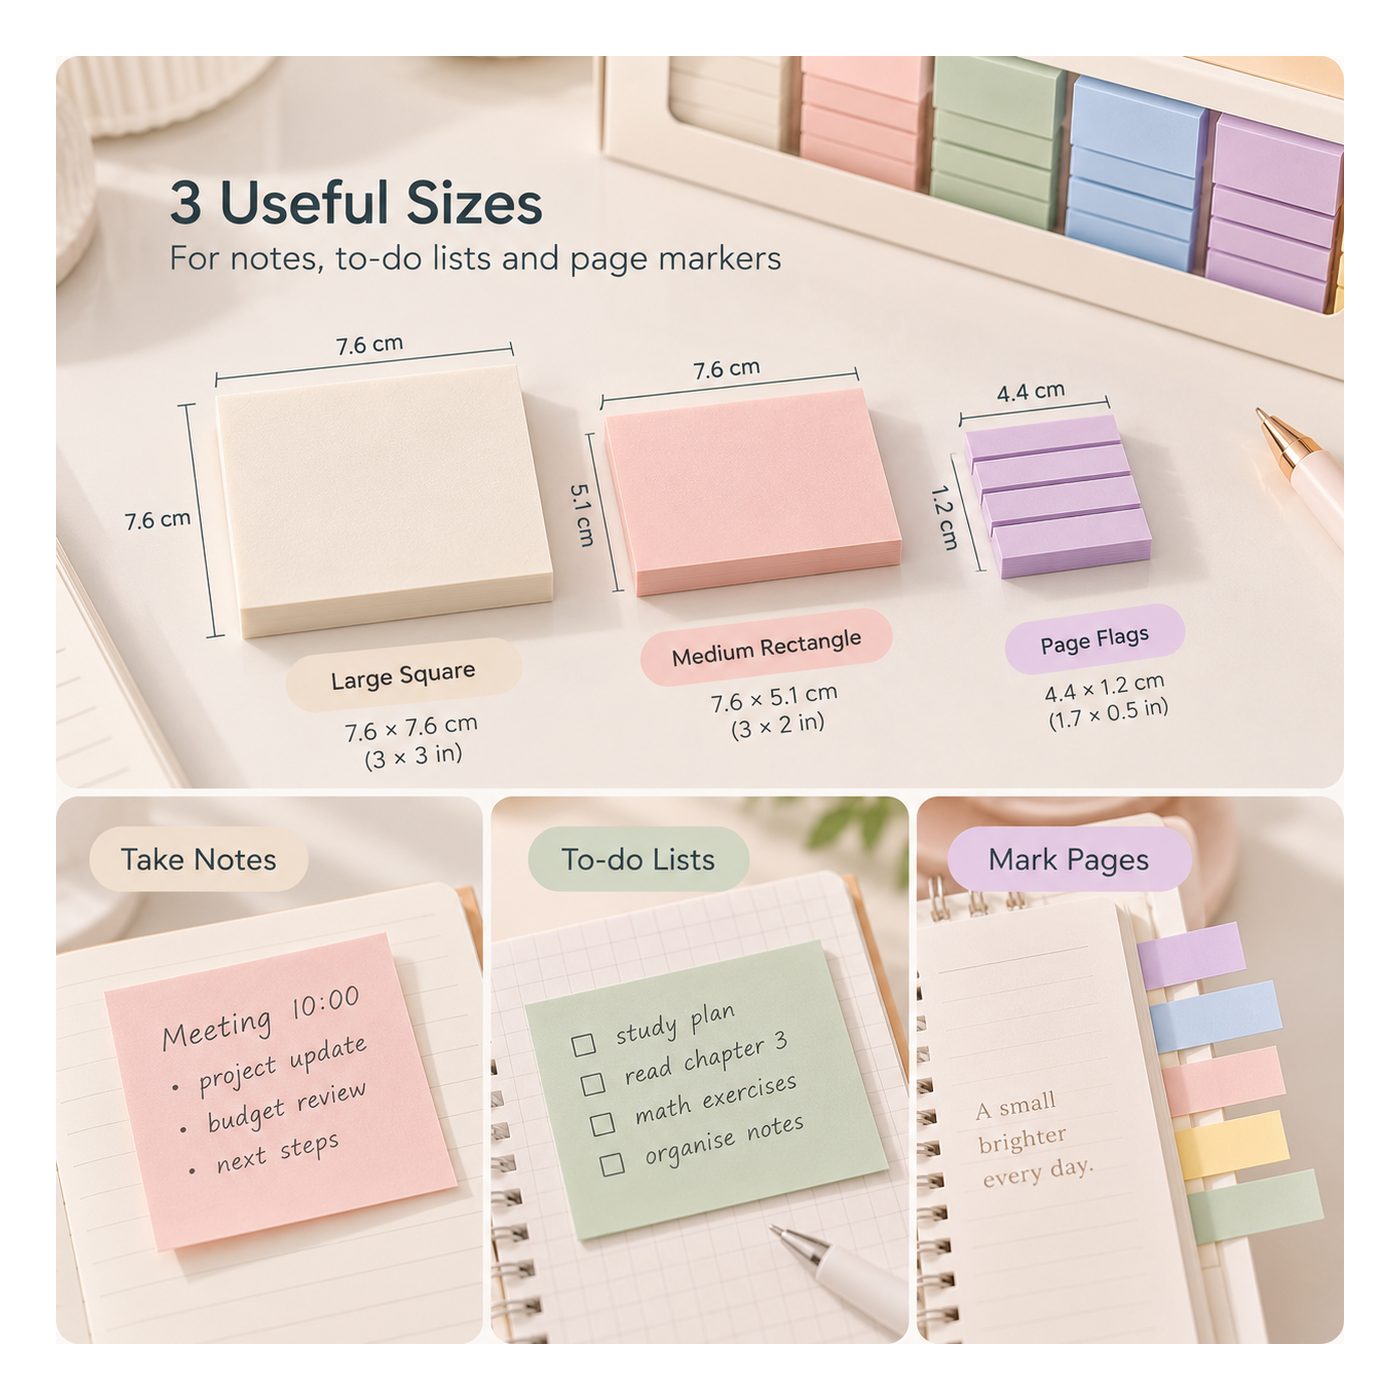 3 Useful Sizes
For notes, to-do lists and page markers
7.6 cm
7.6 cm
7.6 cm
5.1 cm
4.4 cm
1.2 cm
Large Square
7.6 × 7.6 cm
(3 × 3 in)
Medium Rectangle
7.6 × 5.1 cm
(3 × 2 in)
Page Flags
4.4 × 1.2 cm
(1.7 × 0.5 in)
Take Notes
Meeting 10:00
• project update
• budget review
• next steps
To-do Lists
study plan
read chapter 3
math exercises
organise notes
Mark Pages
A small
brighter
every day.